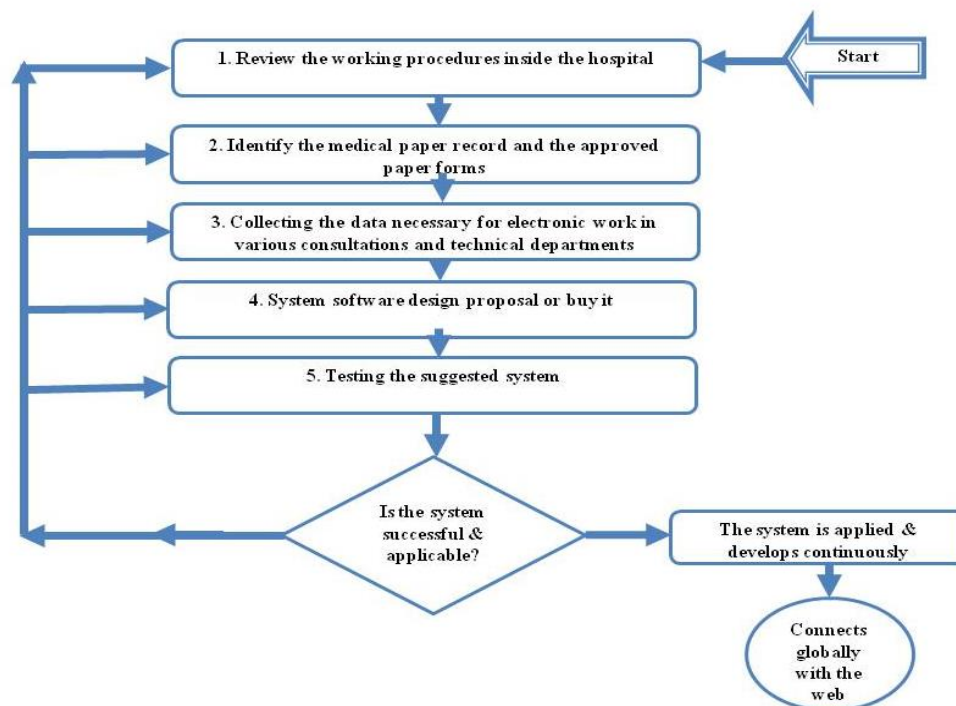 1. Review the working procedures inside the hospital
Start
2. Identify the medical paper record and the approved
paper forms
3. Collecting the data necessary for electronic work in
various consultations and technical departments
4. System software design proposal or buy it
5. Testing the suggested system
Is the system
successful &
applicable?
The system is applied &
develops continuously
Connects
globally
with the
web